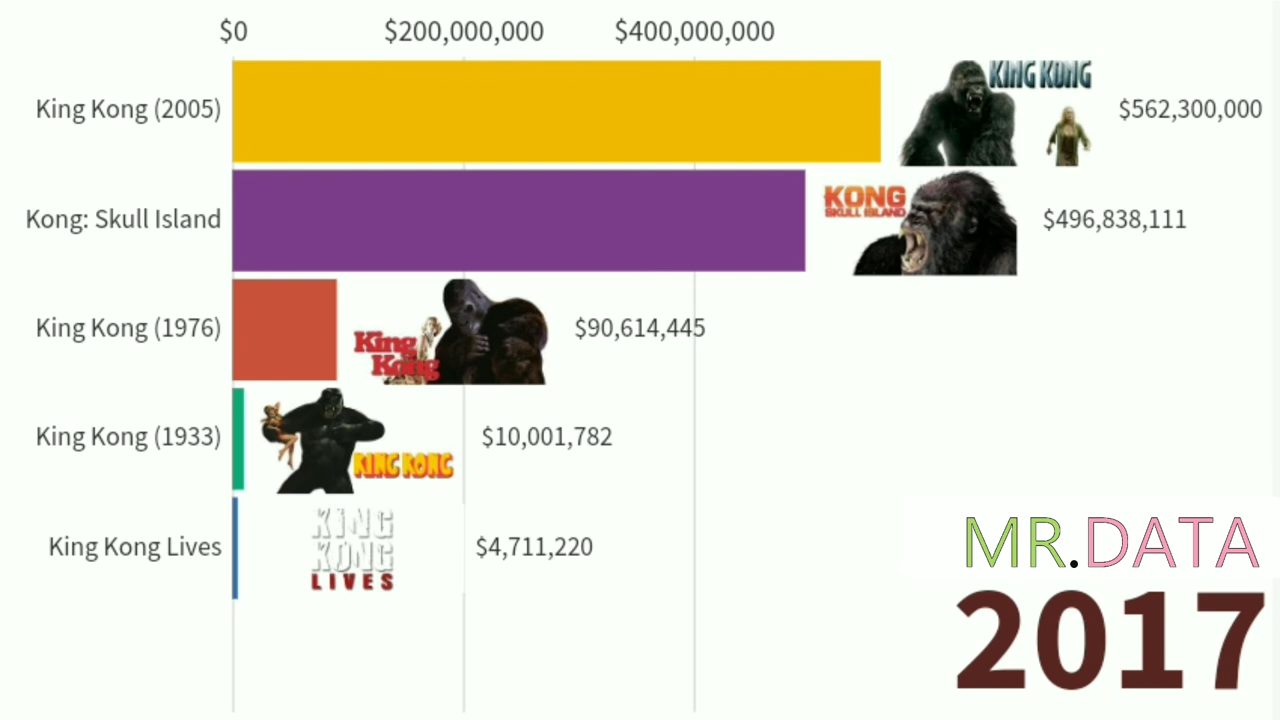 $0 $200,000,000 $400,000,000
King Kong (2005) KING KONG $562,300,000
Kong: Skull Island KONG SKULL ISLAND $496,838,111
King Kong (1976) King Kong $90,614,445
King Kong (1933) KING KONG $10,001,782
King Kong Lives KING KONG LIVES $4,711,220
MR.DATA
2017